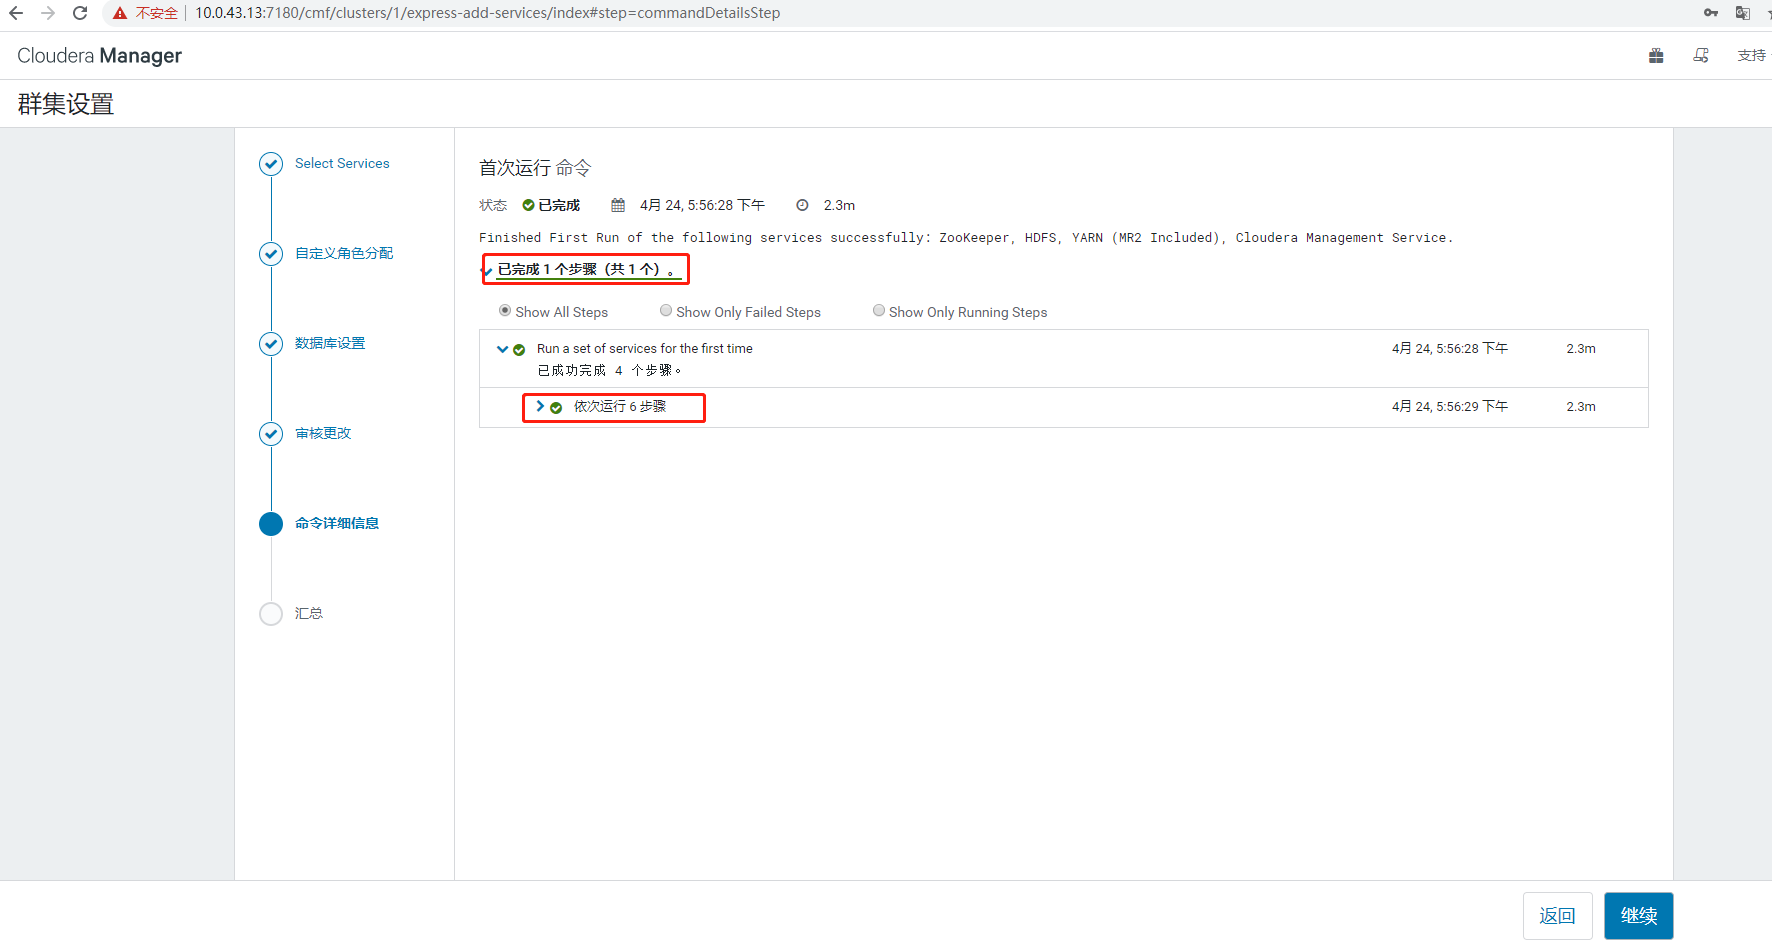 不安全 10.0.43.13:7180/cmf/clusters/1/express-add-services/index#step=commandDetailsStep
Cloudera Manager
支持
群集设置
Select Services
自定义角色分配
数据库设置
审核更改
命令详细信息
汇总
首次运行 命令
状态 已完成 4月 24, 5:56:28 下午 2.3m
Finished First Run of the following services successfully: ZooKeeper, HDFS, YARN (MR2 Included), Cloudera Management Service.
已完成 1 个步骤（共 1 个）。
Show All Steps Show Only Failed Steps Show Only Running Steps
Run a set of services for the first time 4月 24, 5:56:28 下午 2.3m
已成功完成 4 个步骤。
依次运行 6 步骤 4月 24, 5:56:29 下午 2.3m
返回 继续